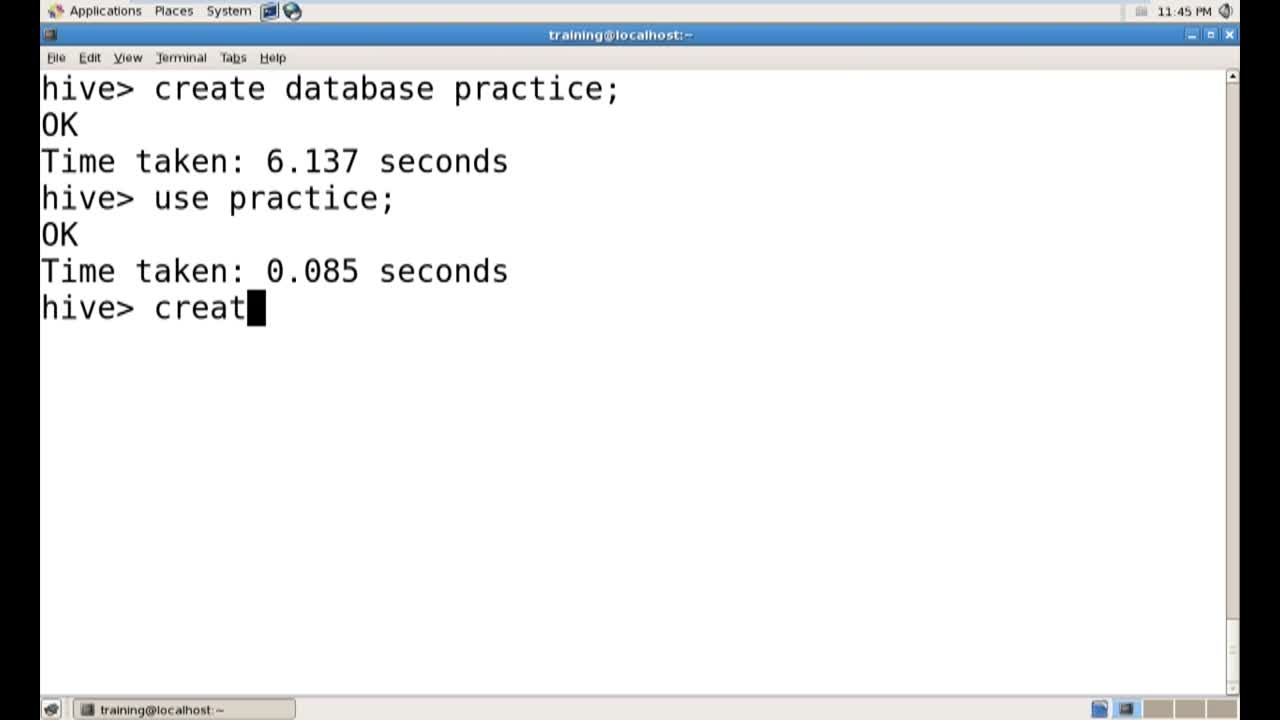 Applications Places System 11:45 PM
training@localhost:~
File Edit View Terminal Tabs Help
hive> create database practice;
OK
Time taken: 6.137 seconds
hive> use practice;
OK
Time taken: 0.085 seconds
hive> creat
training@localhost:~